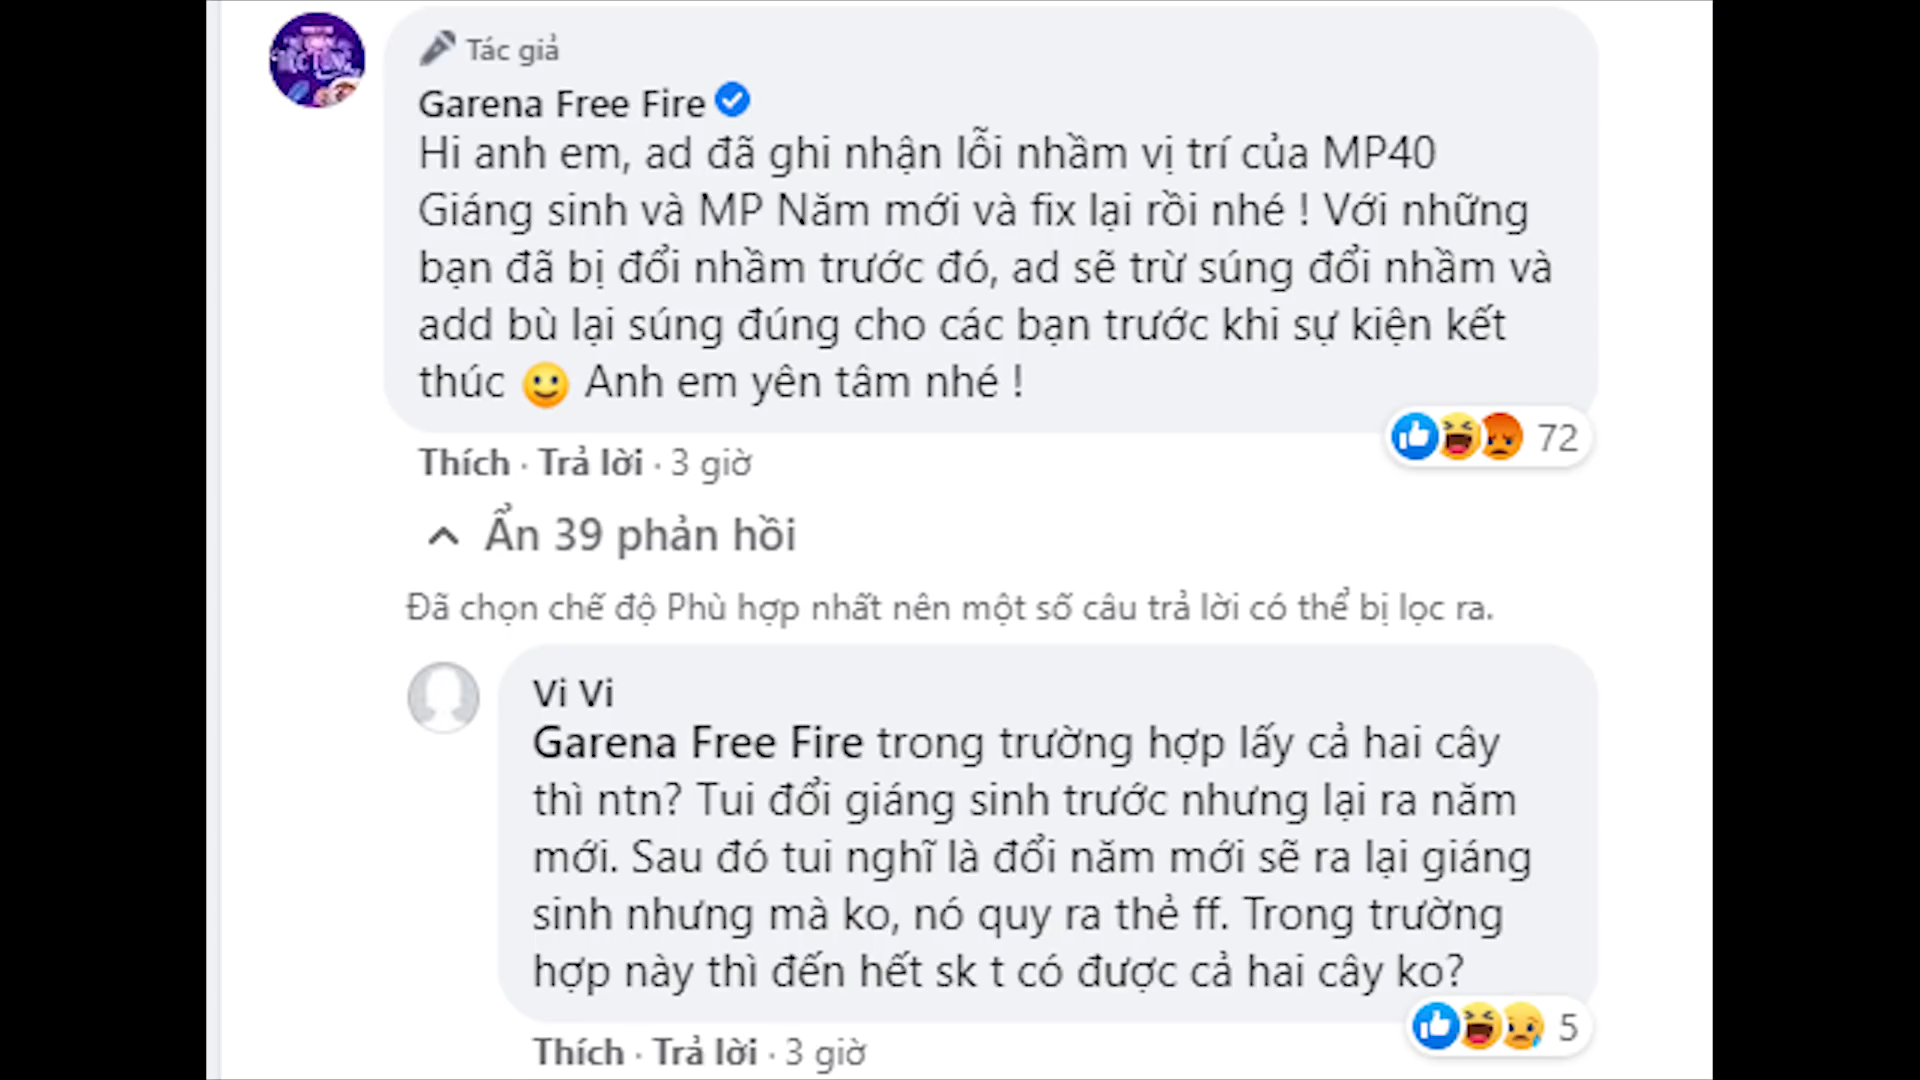 Tác giả
Garena Free Fire
Hi anh em, ad đã ghi nhận lỗi nhầm vị trí của MP40
Giáng sinh và MP Năm mới và fix lại rồi nhé ! Với những
bạn đã bị đổi nhầm trước đó, ad sẽ trừ súng đổi nhầm và
add bù lại súng đúng cho các bạn trước khi sự kiện kết
thúc 🙂 Anh em yên tâm nhé !
72
Thích · Trả lời · 3 giờ
Ẩn 39 phản hồi
Đã chọn chế độ Phù hợp nhất nên một số câu trả lời có thể bị lọc ra.
Vi Vi
Garena Free Fire trong trường hợp lấy cả hai cây
thì ntn? Tui đổi giáng sinh trước nhưng lại ra năm
mới. Sau đó tui nghĩ là đổi năm mới sẽ ra lại giáng
sinh nhưng mà ko, nó quy ra thẻ ff. Trong trường
hợp này thì đến hết sk t có được cả hai cây ko?
5
Thích · Trả lời · 3 giờ